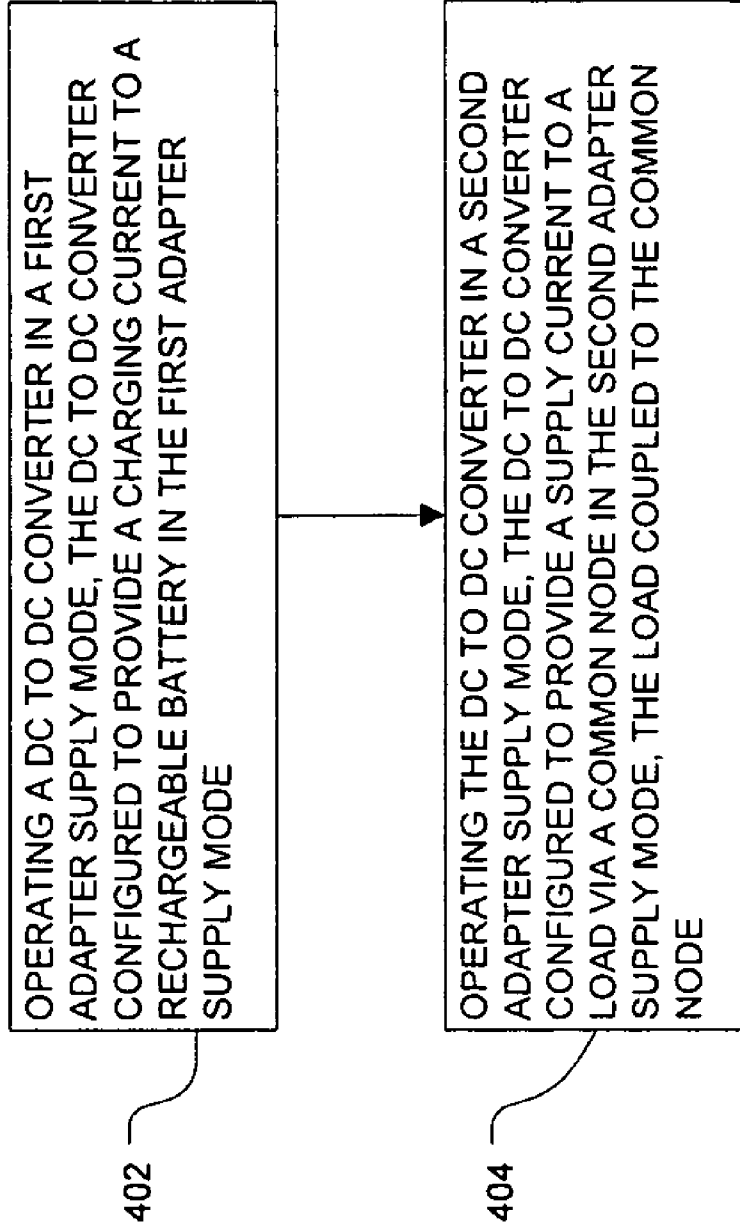 OPERATING A DC TO DC CONVERTER IN A FIRST
ADAPTER SUPPLY MODE, THE DC TO DC CONVERTER
CONFIGURED TO PROVIDE A CHARGING CURRENT TO A
RECHARGEABLE BATTERY IN THE FIRST ADAPTER
SUPPLY MODE
402
OPERATING THE DC TO DC CONVERTER IN A SECOND
ADAPTER SUPPLY MODE, THE DC TO DC CONVERTER
CONFIGURED TO PROVIDE A SUPPLY CURRENT TO A
LOAD VIA A COMMON NODE IN THE SECOND ADAPTER
SUPPLY MODE, THE LOAD COUPLED TO THE COMMON
NODE
404